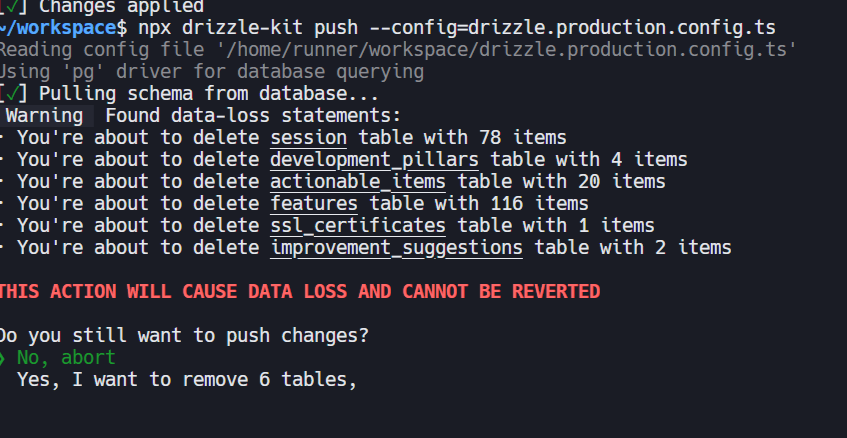 [✓] Changes applied
~/workspace$ npx drizzle-kit push --config=drizzle.production.config.ts
Reading config file '/home/runner/workspace/drizzle.production.config.ts'
Using 'pg' driver for database querying
[✓] Pulling schema from database...
Warning Found data-loss statements:
· You're about to delete session table with 78 items
· You're about to delete development_pillars table with 4 items
· You're about to delete actionable_items table with 20 items
· You're about to delete features table with 116 items
· You're about to delete ssl_certificates table with 1 items
· You're about to delete improvement_suggestions table with 2 items
THIS ACTION WILL CAUSE DATA LOSS AND CANNOT BE REVERTED
Do you still want to push changes?
❯ No, abort
Yes, I want to remove 6 tables,